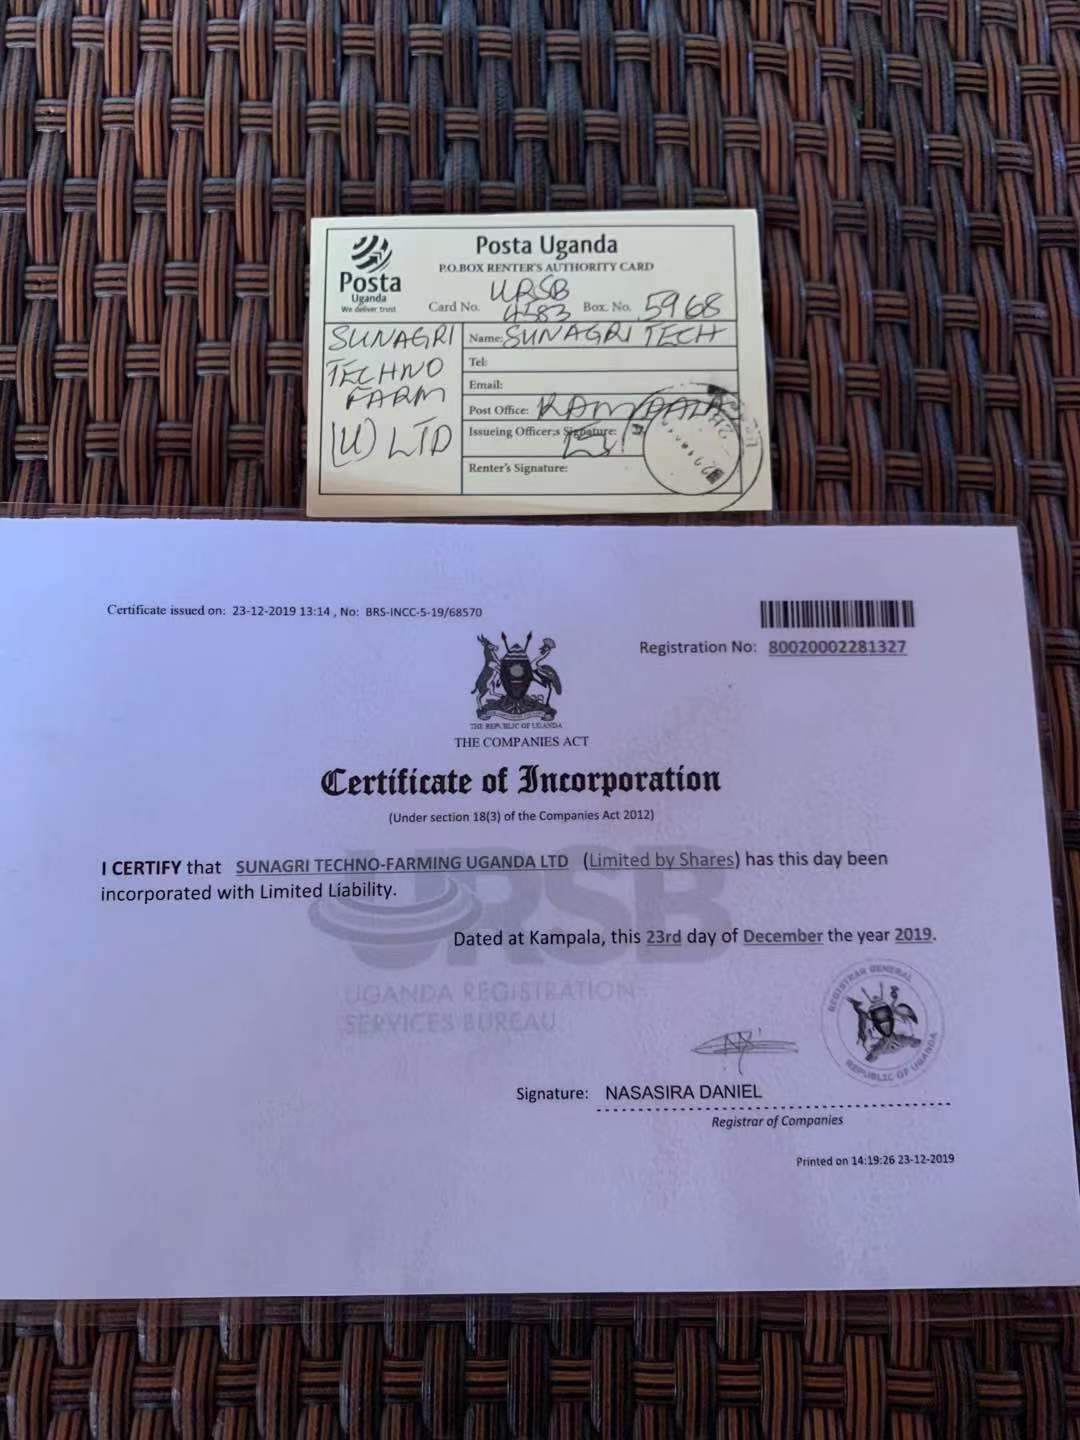 Posta Uganda
P.O.BOX RENTER'S AUTHORITY CARD
Posta
Uganda
We deliver trust
Card No. URSB 4283 Box. No. 5968
SUNAGRI
TECHNO
FARM
(U) LTD
Name: SUNAGRI TECH
Tel:
Email:
Post Office: KAMPALA
Issueing Officer;s Signature:
Renter's Signature:
Certificate issued on: 23-12-2019 13:14 , No: BRS-INCC-5-19/68570
Registration No: 80020002281327
THE REPUBLIC OF UGANDA
THE COMPANIES ACT
Certificate of Incorporation
(Under section 18(3) of the Companies Act 2012)
I CERTIFY that SUNAGRI TECHNO-FARMING UGANDA LTD (Limited by Shares) has this day been
incorporated with Limited Liability.
URSB
Dated at Kampala, this 23rd day of December the year 2019.
UGANDA REGISTRATION
SERVICES BUREAU
REGISTRAR GENERAL
REPUBLIC OF UGANDA
Signature: NASASIRA DANIEL
Registrar of Companies
Printed on 14:19:26 23-12-2019